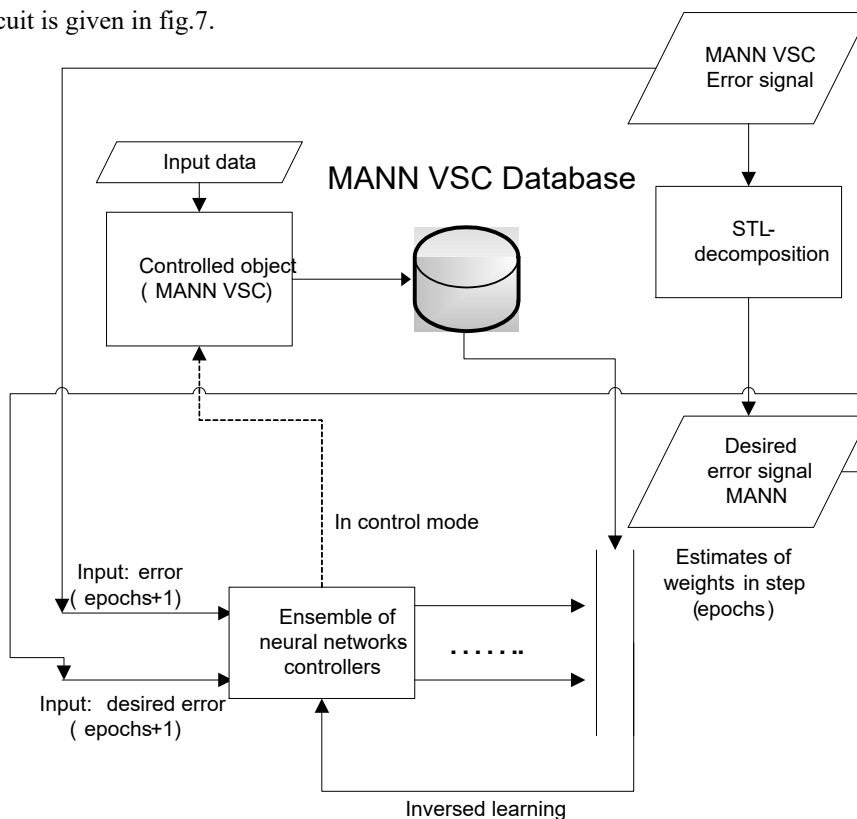 cuit is given in fig.7.
MANN VSC
Error signal
Input data
MANN VSC Database
STL-
decomposition
Controlled object
( MANN VSC)
Desired
error signal
MANN
In control mode
Estimates of
weights in step
(epochs)
Input: error
( epochs+1)
Ensemble of
neural networks
controllers
.......
Input: desired error
( epochs+1)
Inversed learning